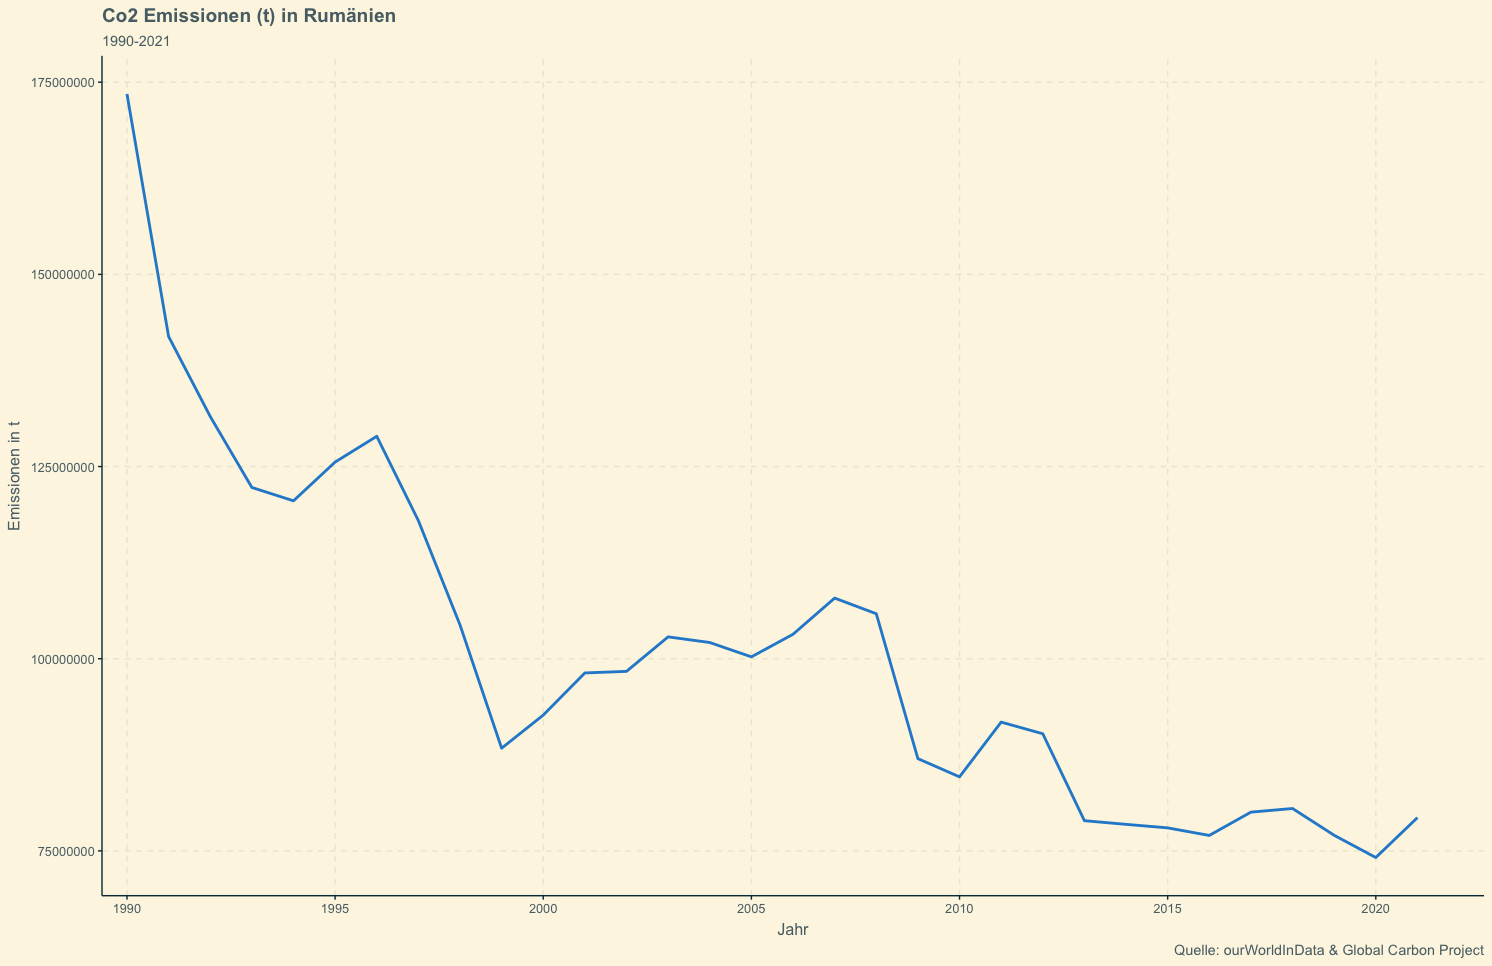 Co2 Emissionen (t) in Rumänien
1990-2021
175000000
150000000
125000000
100000000
75000000
Emissionen in t
1990 1995 2000 2005 2010 2015 2020
Jahr
Quelle: ourWorldInData & Global Carbon Project